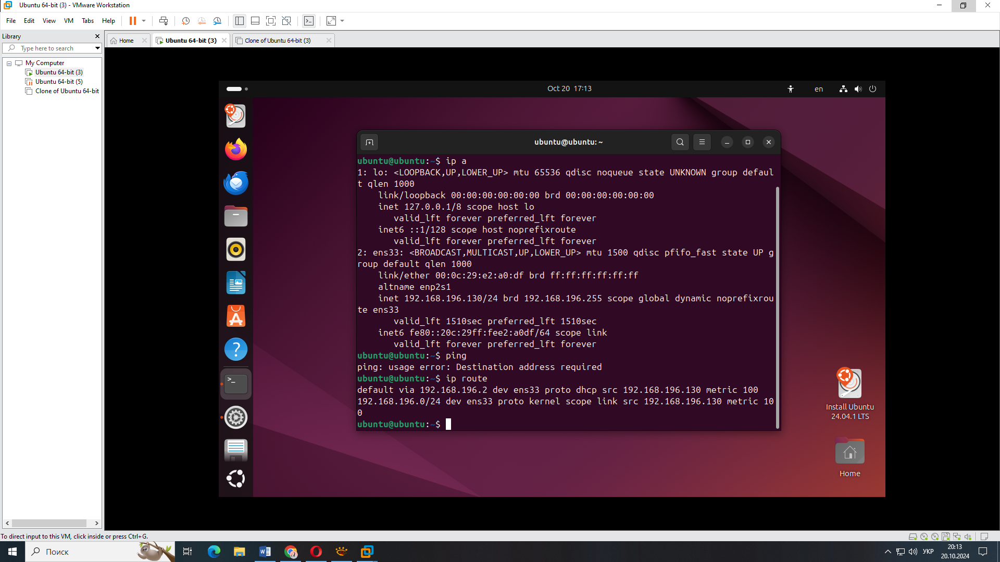 Ubuntu 64-bit (3) - VMware Workstation
File Edit View VM Tabs Help
Library
Home
Ubuntu 64-bit (3)
Clone of Ubuntu 64-bit (3)
Type here to search
My Computer
Ubuntu 64-bit (3)
Ubuntu 64-bit (5)
Clone of Ubuntu 64-bit
Oct 20 17:13
en
ubuntu@ubuntu: ~
ubuntu@ubuntu:~$ ip a
1: lo: <LOOPBACK,UP,LOWER_UP> mtu 65536 qdisc noqueue state UNKNOWN group defaul
t qlen 1000
link/loopback 00:00:00:00:00:00 brd 00:00:00:00:00:00
inet 127.0.0.1/8 scope host lo
valid_lft forever preferred_lft forever
inet6 ::1/128 scope host noprefixroute
valid_lft forever preferred_lft forever
2: ens33: <BROADCAST,MULTICAST,UP,LOWER_UP> mtu 1500 qdisc pfifo_fast state UP g
roup default qlen 1000
link/ether 00:0c:29:e2:a0:df brd ff:ff:ff:ff:ff:ff
altname enp2s1
inet 192.168.196.130/24 brd 192.168.196.255 scope global dynamic noprefixrou
te ens33
valid_lft 1510sec preferred_lft 1510sec
inet6 fe80::20c:29ff:fee2:a0df/64 scope link
valid_lft forever preferred_lft forever
ubuntu@ubuntu:~$ ping
ping: usage error: Destination address required
ubuntu@ubuntu:~$ ip route
default via 192.168.196.2 dev ens33 proto dhcp src 192.168.196.130 metric 100
192.168.196.0/24 dev ens33 proto kernel scope link src 192.168.196.130 metric 10
0
ubuntu@ubuntu:~$
Install Ubuntu
24.04.1 LTS
Home
To direct input to this VM, click inside or press Ctrl+G.
Поиск
УКР
20:13
20.10.2024